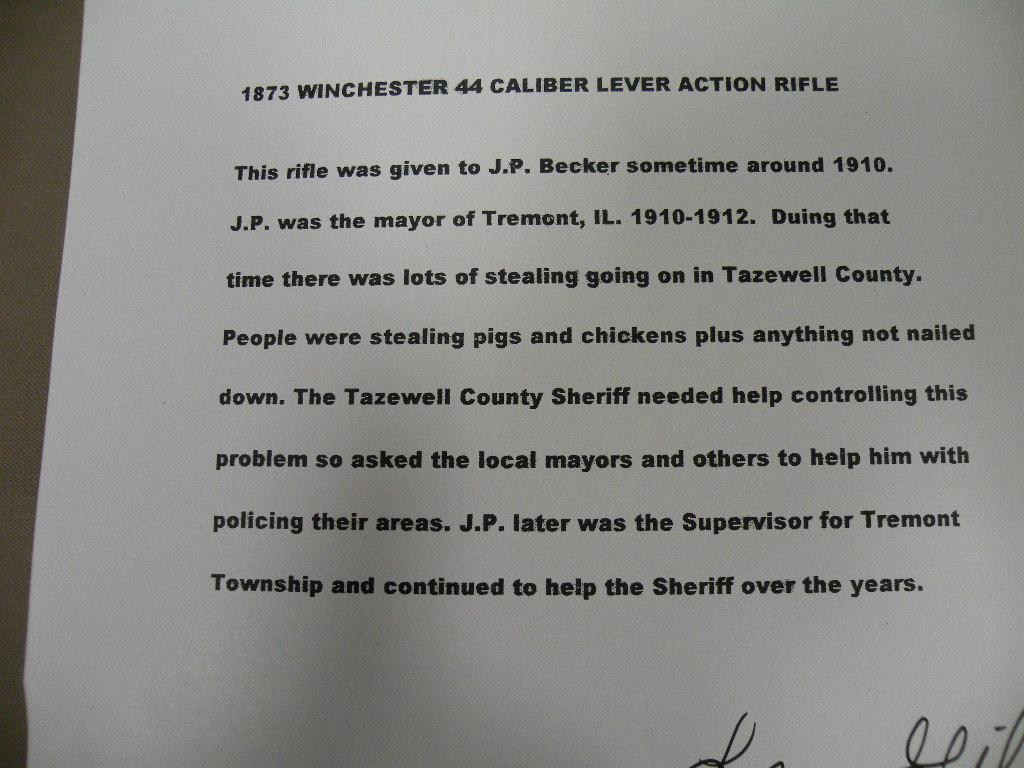 1873 WINCHESTER 44 CALIBER LEVER ACTION RIFLE
This rifle was given to J.P. Becker sometime around 1910.
J.P. was the mayor of Tremont, IL. 1910-1912. Duing that
time there was lots of stealing going on in Tazewell County.
People were stealing pigs and chickens plus anything not nailed
down. The Tazewell County Sheriff needed help controlling this
problem so asked the local mayors and others to help him with
policing their areas. J.P. later was the Supervisor for Tremont
Township and continued to help the Sheriff over the years.